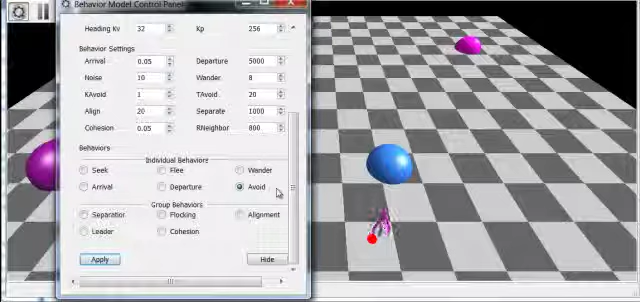 Behavior Model Control Panel
Heading Kv 32 Kp 256
Behavior Settings
Arrival 0.05 Departure 5000
Noise 10 Wander 8
KAvoid 1 TAvoid 20
Align 20 Separate 1000
Cohesion 0.05 RNeighbor 800
Behaviors
Individual Behaviors
Seek Flee Wander
Arrival Departure Avoid
Group Behaviors
Separation Flocking Alignment
Leader Cohesion
Apply Hide